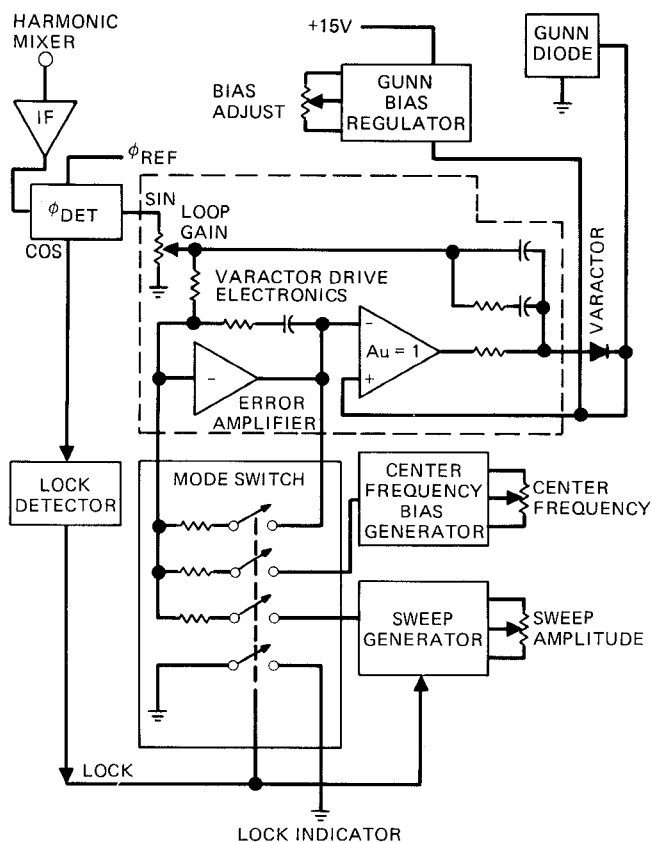 HARMONIC
MIXER
IF
+15V
GUNN
DIODE
BIAS
ADJUST
GUNN
BIAS
REGULATOR
ϕREF
ϕDET
SIN
COS
LOOP
GAIN
VARACTOR DRIVE
ELECTRONICS
VARACTOR
−
Au = 1
+
−
ERROR
AMPLIFIER
MODE SWITCH
LOCK
DETECTOR
CENTER
FREQUENCY
BIAS
GENERATOR
CENTER
FREQUENCY
SWEEP
GENERATOR
SWEEP
AMPLITUDE
LOCK
LOCK INDICATOR